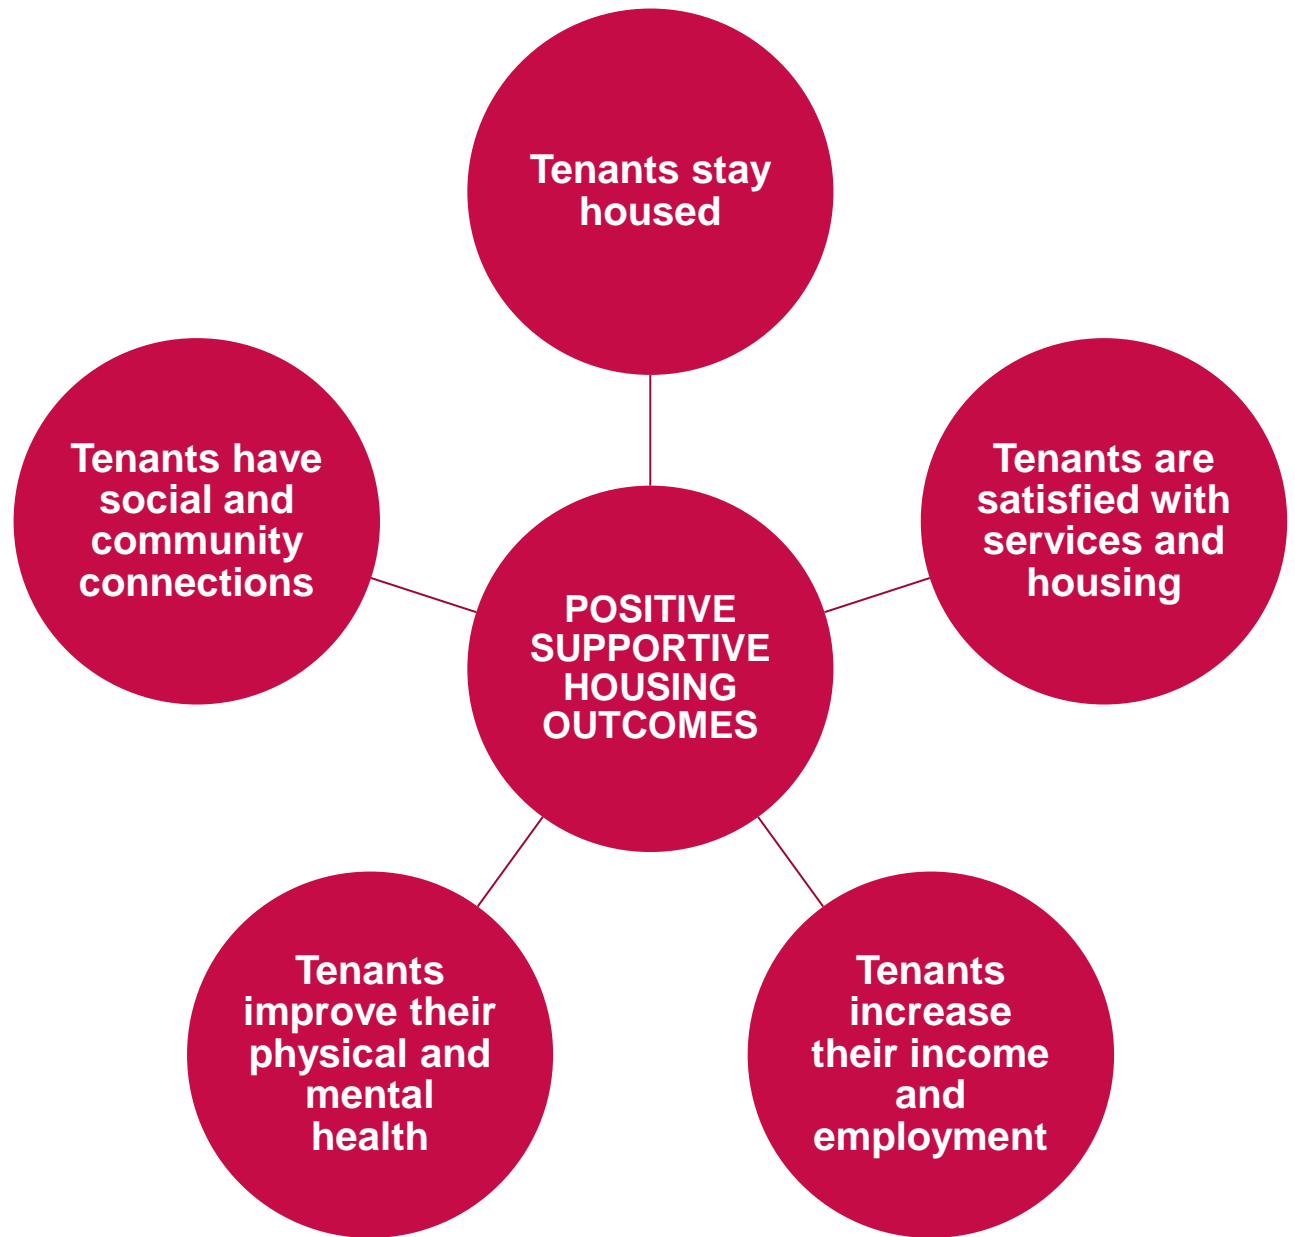 Tenants stay
housed
Tenants have
social and
community
connections
Tenants are
satisfied with
services and
housing
POSITIVE
SUPPORTIVE
HOUSING
OUTCOMES
Tenants
improve their
physical and
mental
health
Tenants
increase
their income
and
employment